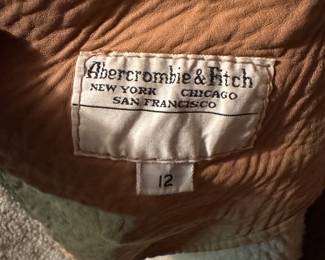 Abercrombie & Fitch
NEW YORK CHICAGO
SAN FRANCISCO
12